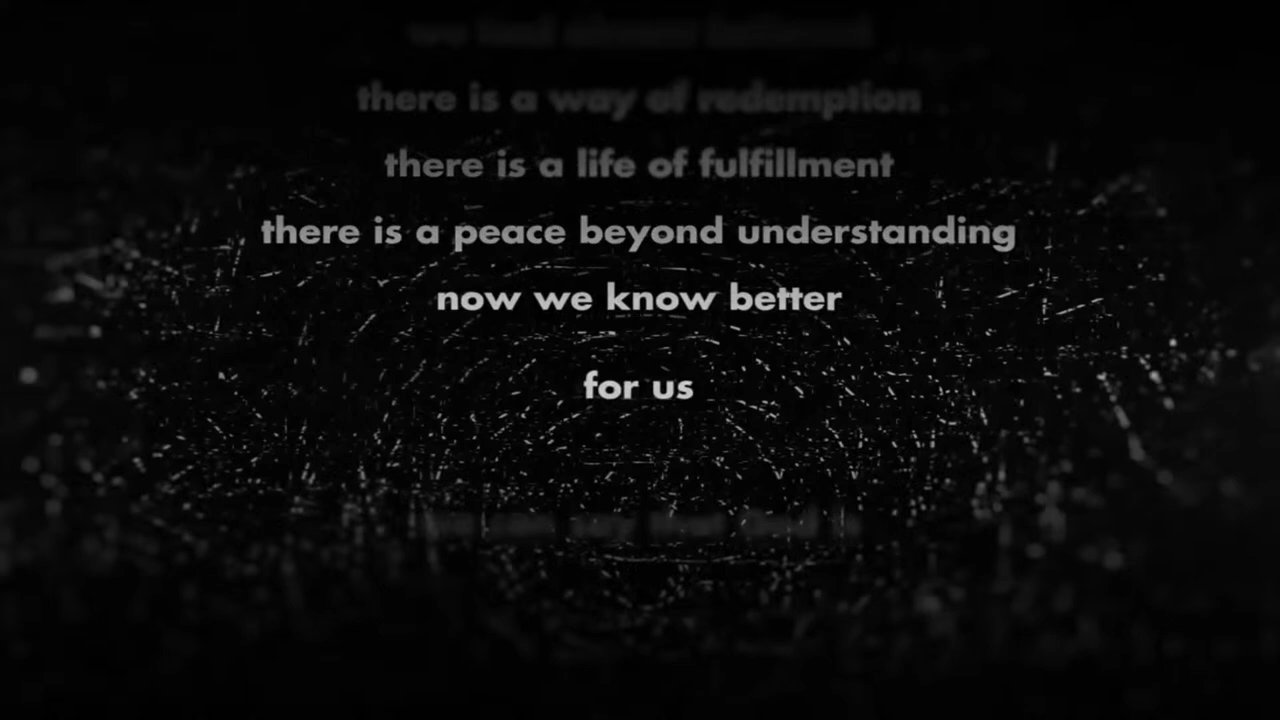 there is a way of redemption
there is a life of fulfillment
there is a peace beyond understanding
now we know better
for us